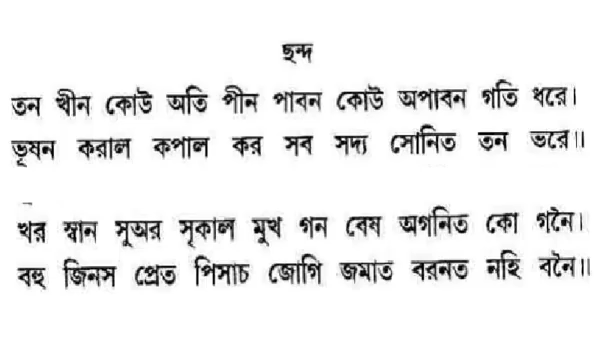 ছন্দ
তন খীন কোউ অতি পীন পাবন কোউ অপাবন গতি ধরে।
ভূষন করাল কপাল কর সব সদ্য সোনিত তন ভরে॥
খর স্বান সূঅর সৃকাল মুখ গন বেষ অগনিত কো গনৈ।
বহু জিনস প্রেত পিসাচ জোগি জমাত বরনত নহি বনৈ॥